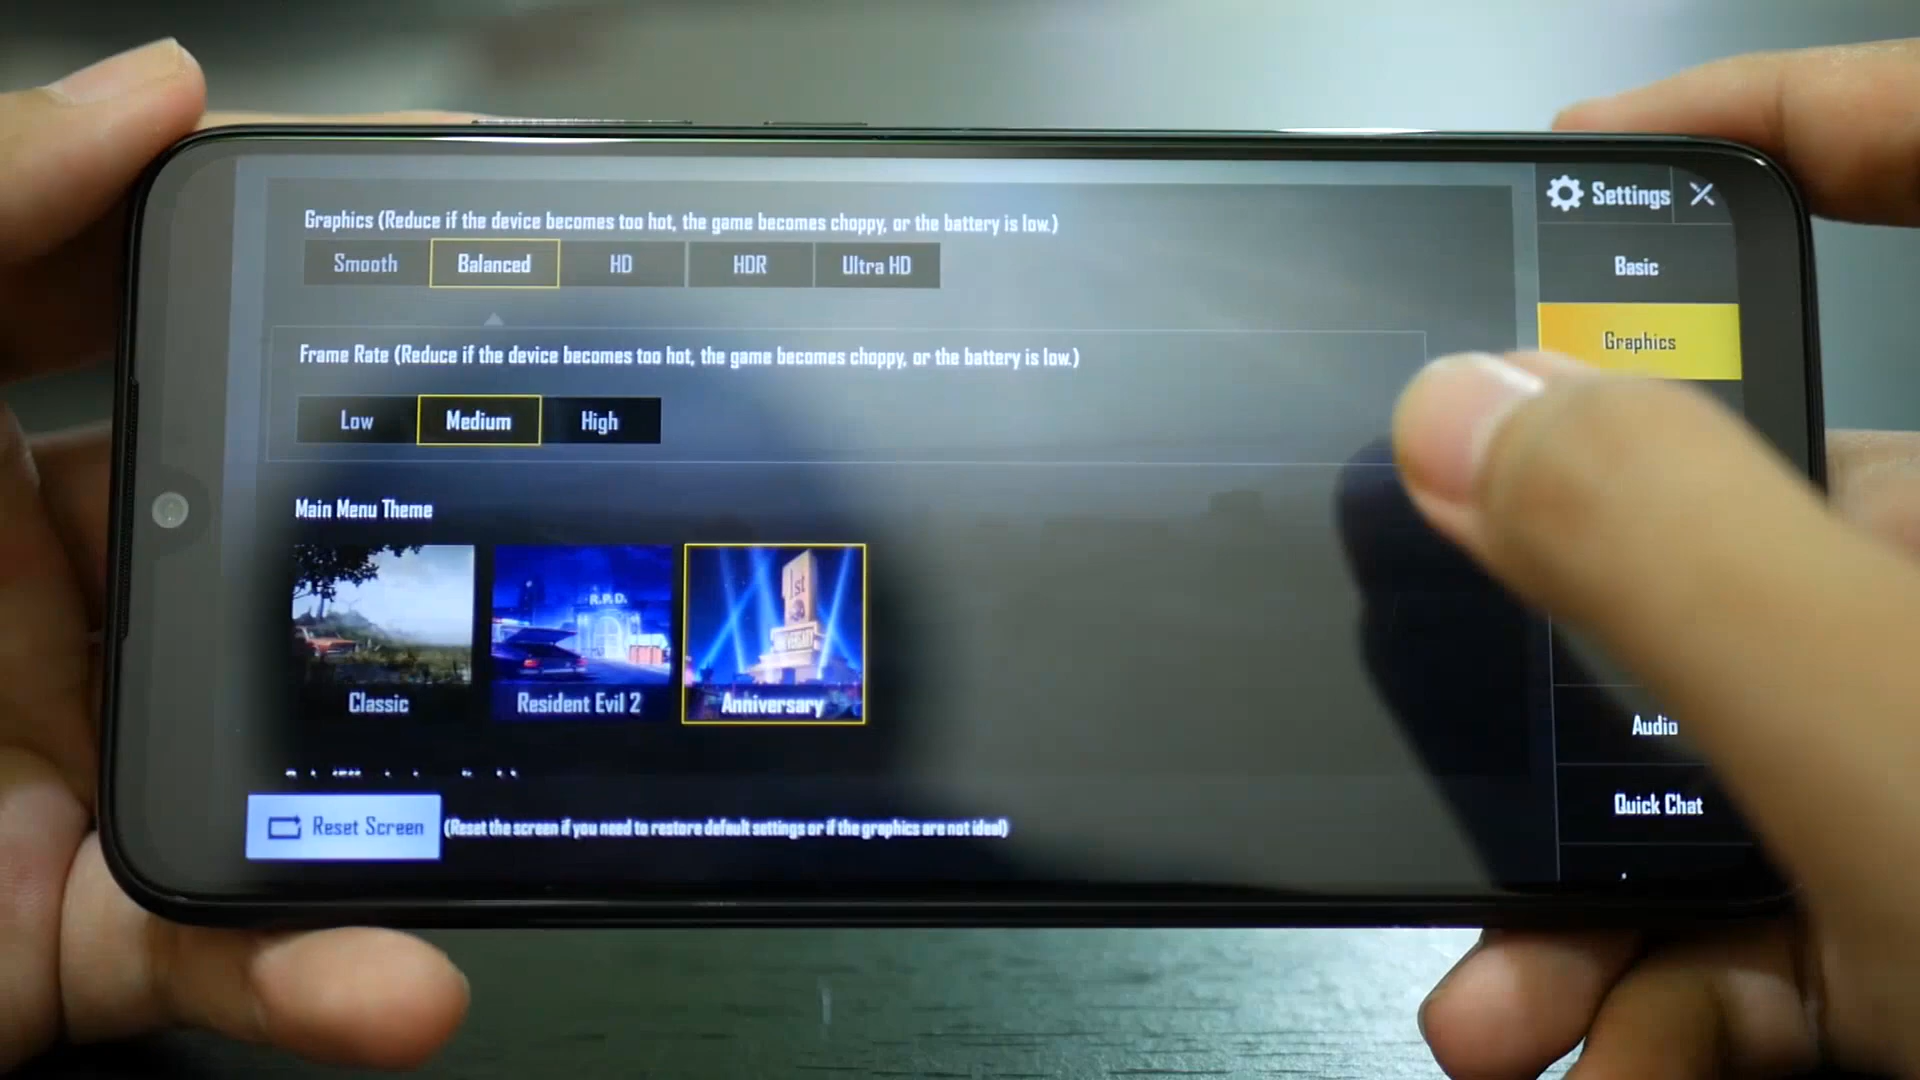 Graphics (Reduce if the device becomes too hot, the game becomes choppy, or the battery is low.)
Smooth
Balanced
HD
HDR
Ultra HD
Frame Rate (Reduce if the device becomes too hot, the game becomes choppy, or the battery is low.)
Low
Medium
High
Main Menu Theme
R.P.D.
1st
ANNIVERSARY
Classic
Resident Evil 2
Anniversary
Reset Screen
(Reset the screen if you need to restore default settings or if the graphics are not ideal)
Settings
Basic
Graphics
Audio
Quick Chat